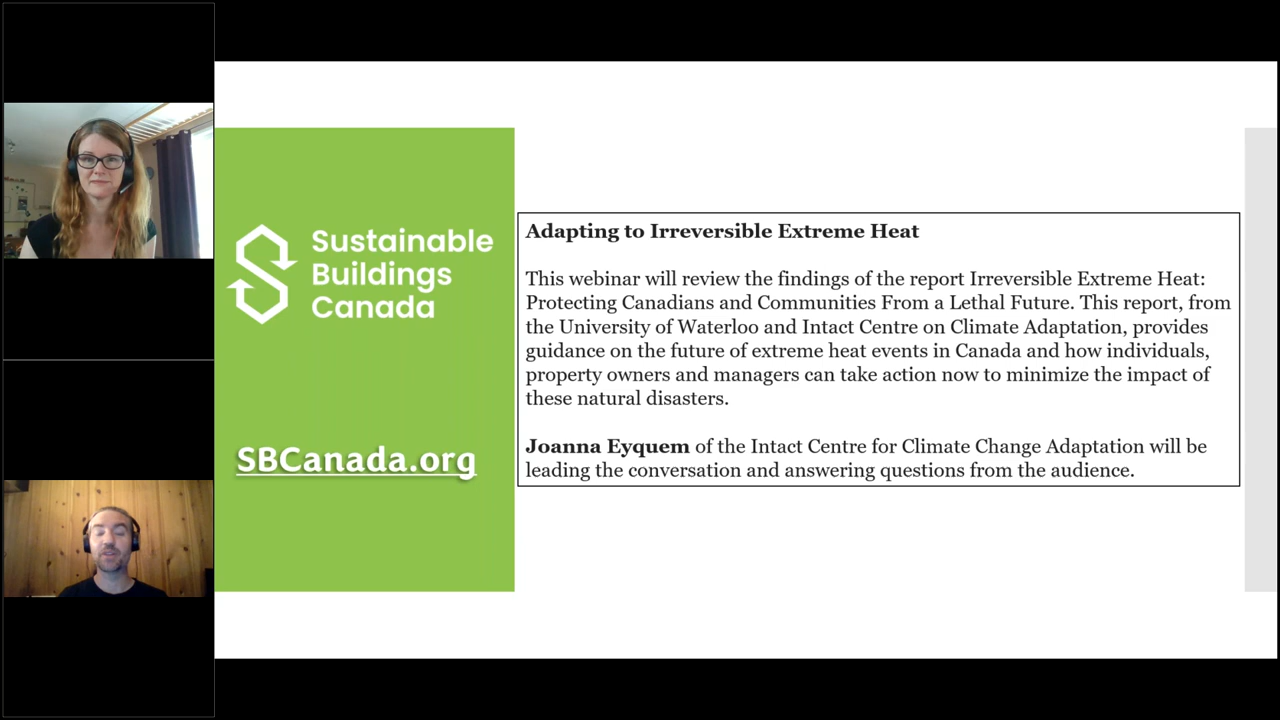 Sustainable
Buildings
Canada
SBCanada.org
Adapting to Irreversible Extreme Heat
This webinar will review the findings of the report Irreversible Extreme Heat:
Protecting Canadians and Communities From a Lethal Future. This report, from
the University of Waterloo and Intact Centre on Climate Adaptation, provides
guidance on the future of extreme heat events in Canada and how individuals,
property owners and managers can take action now to minimize the impact of
these natural disasters.
Joanna Eyquem of the Intact Centre for Climate Change Adaptation will be
leading the conversation and answering questions from the audience.